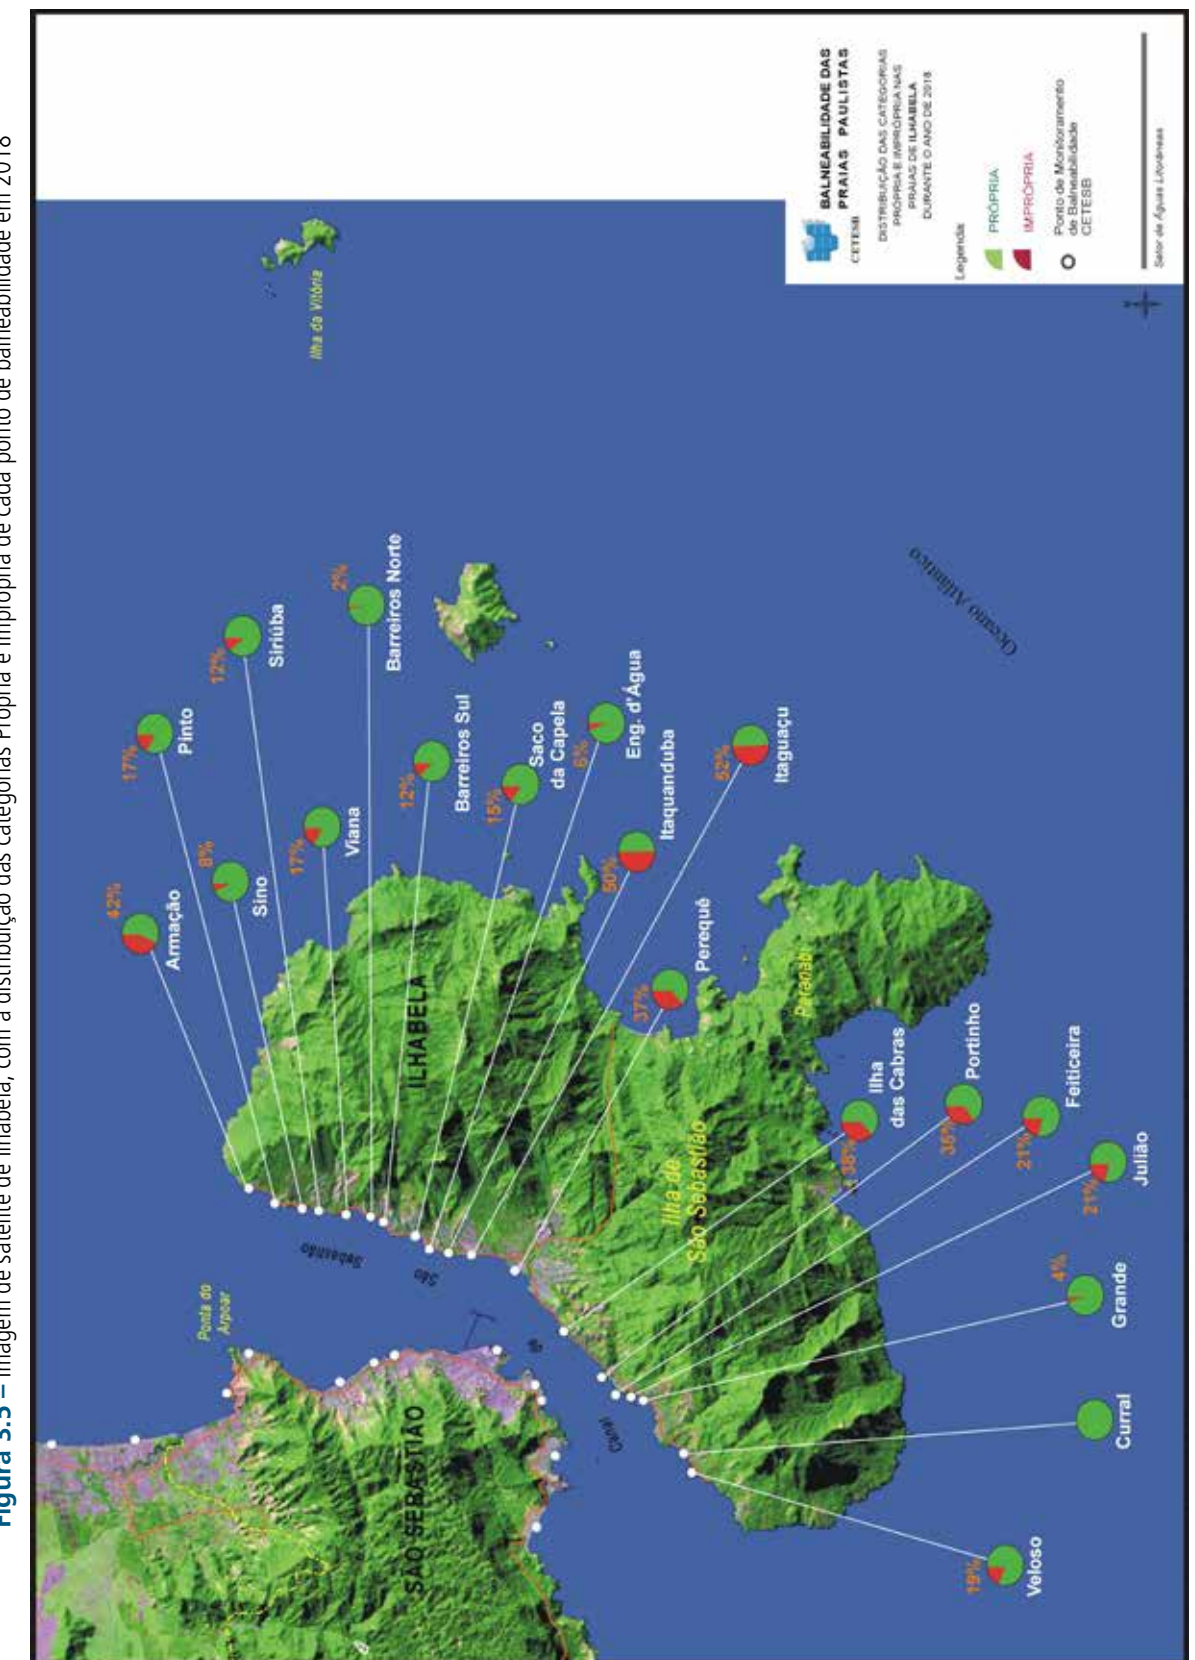 Figura 3.5 – Imagem de satélite de Ilhabela, com a distribuição das categorias Própria e Imprópria de cada ponto de balneabilidade em 2018
BALNEABILIDADE DAS
PRAIAS PAULISTAS
CETESB
DISTRIBUIÇÃO DAS CATEGORIAS
PRÓPRIA E IMPRÓPRIA NAS
PRAIAS DE ILHABELA
DURANTE O ANO DE 2018
Legenda:
PRÓPRIA
IMPRÓPRIA
Ponto de Monitoramento
de Balneabilidade
CETESB
Setor de Águas Litorâneas
Ilha da Vitória
42%
Armação
17%
Pinto
8%
Sino
12%
Siriúba
17%
Viana
2%
Barreiros Norte
12%
Barreiros Sul
15%
Saco
da Capela
6%
Eng. d'Água
50%
Itaquanduba
52%
Itaguaçu
37%
Perequê
38%
Ilha
das Cabras
35%
Portinho
21%
Feiticeira
21%
Julião
4%
Grande
Curral
19%
Veloso
Ponta do
Arpoar
SÃO SEBASTIÃO
ILHABELA
Ilha de
São Sebastião
Canal
de
São
Sebastião
Oceano Atlântico